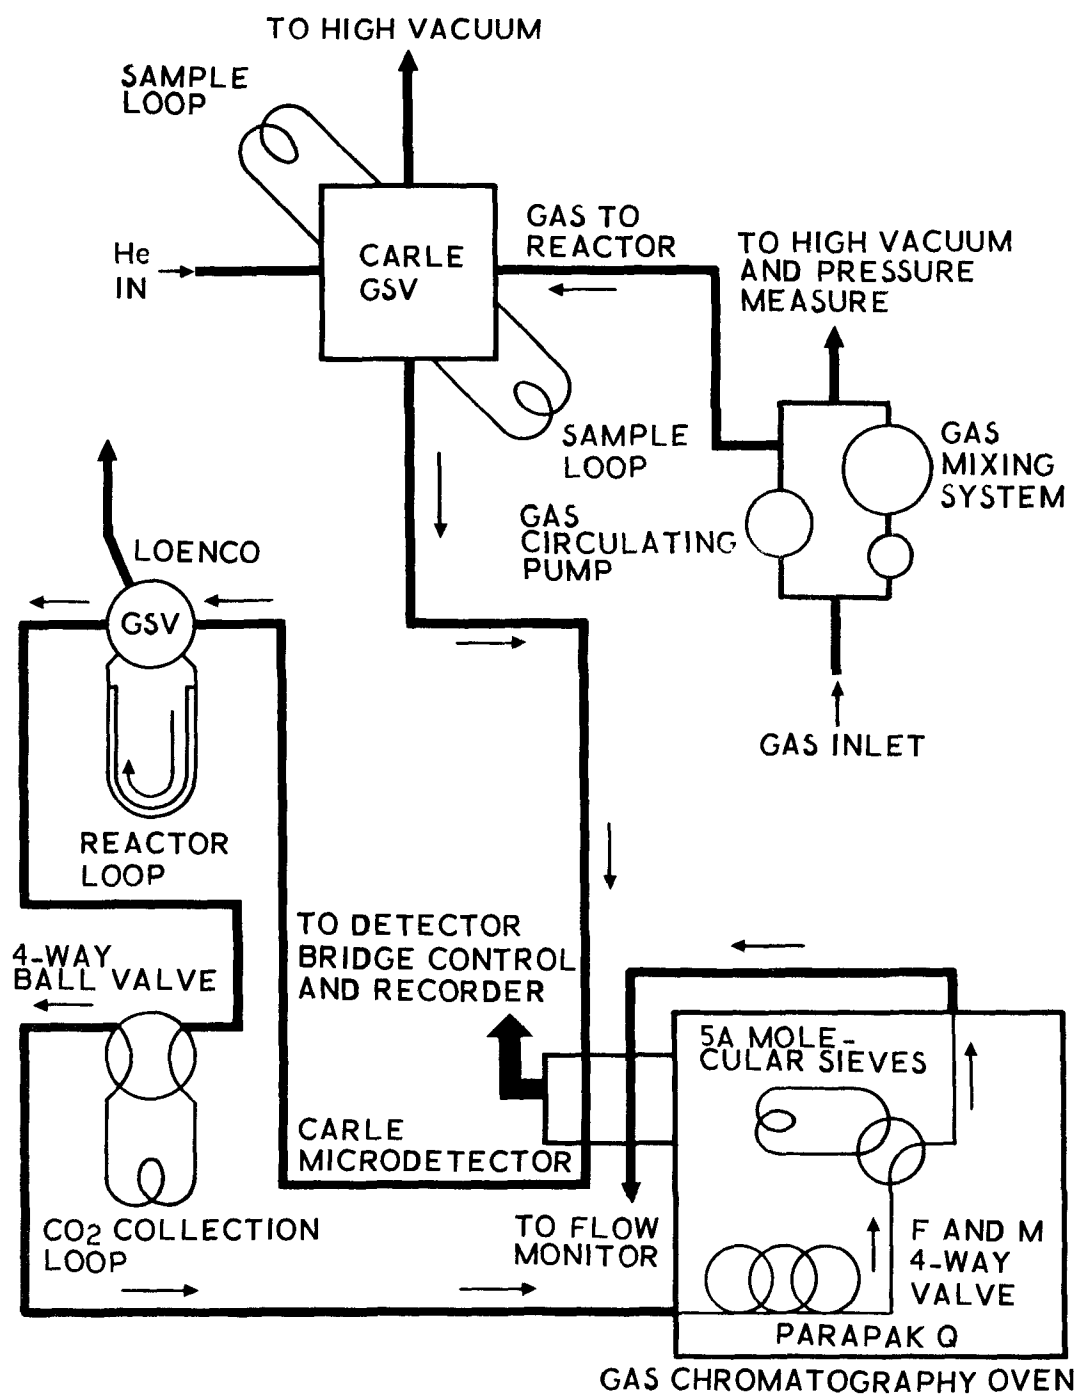 TO HIGH VACUUM
SAMPLE
LOOP
GAS TO
REACTOR
He
IN
CARLE
GSV
TO HIGH VACUUM
AND PRESSURE
MEASURE
SAMPLE
LOOP
GAS
MIXING
SYSTEM
GAS
CIRCULATING
PUMP
LOENCO
GSV
GAS INLET
REACTOR
LOOP
TO DETECTOR
BRIDGE CONTROL
AND RECORDER
4-WAY
BALL VALVE
5A MOLE-
CULAR SIEVES
CARLE
MICRODETECTOR
CO2 COLLECTION
LOOP
TO FLOW
MONITOR
F AND M
4-WAY
VALVE
PARAPAK Q
GAS CHROMATOGRAPHY OVEN